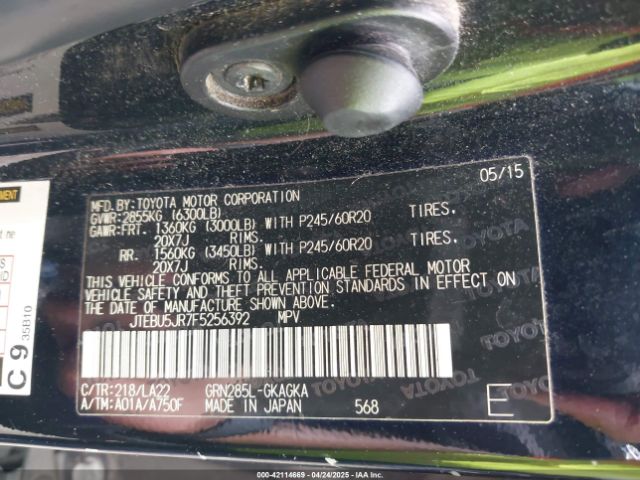 05/15
MFD.BY:TOYOTA MOTOR CORPORATION
GVWR:2855KG (6300LB)
GAWR:FRT. 1360KG (3000LB) WITH P245/60R20 TIRES.
20X7J RIMS.
RR. 1560KG (3450LB) WITH P245/60R20 TIRES.
20X7J RIMS.
THIS VEHICLE CONFORMS TO ALL APPLICABLE FEDERAL MOTOR
VEHICLE SAFETY AND THEFT PREVENTION STANDARDS IN EFFECT ON
THE DATE OF MANUFACTURE SHOWN ABOVE.
JTEBU5JR7F5256392 MPV
C/TR:218/LA22 GRN285L-GKAGKA
A/TM:A01A/A750F MADE IN JAPAN 568 E
C 9 35B40
000-42114669 - 04/24/2025 - IAA Inc.